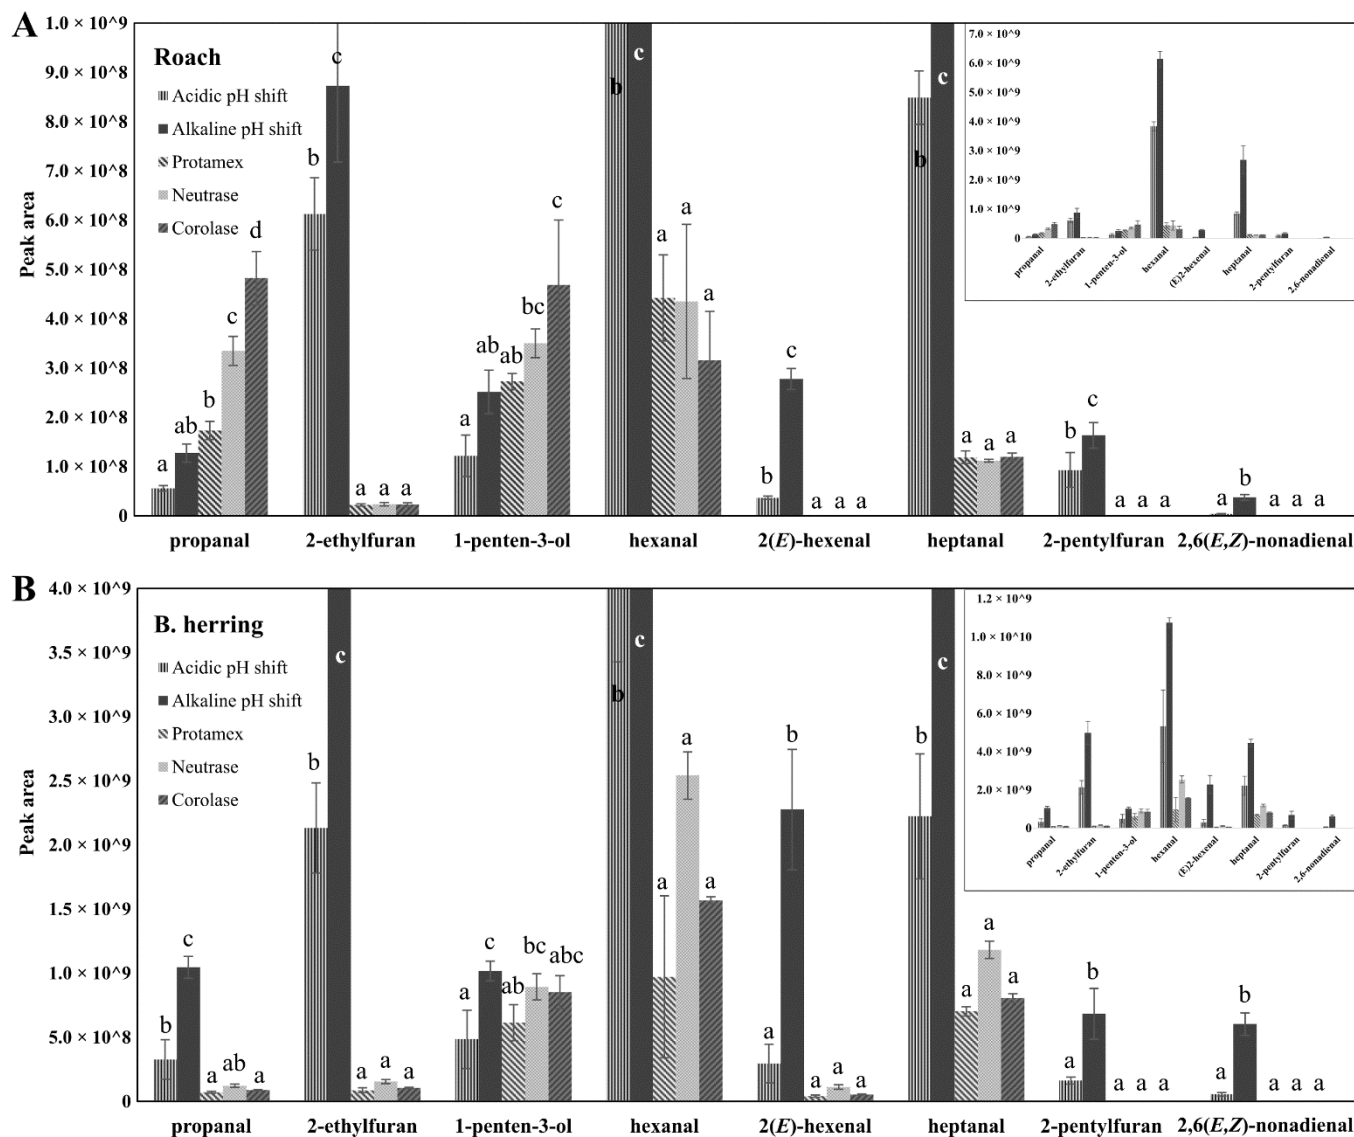 A
Roach
Acidic pH shift
Alkaline pH shift
Protamex
Neutrase
Corolase
Peak area
1.0 × 10^9
9.0 × 10^8
8.0 × 10^8
7.0 × 10^8
6.0 × 10^8
5.0 × 10^8
4.0 × 10^8
3.0 × 10^8
2.0 × 10^8
1.0 × 10^8
0
a ab b c d
b c a a a
a ab ab bc c
b c a a a
b c a a a
b c a a a
b c a a a
a b a a a
propanal 2-ethylfuran 1-penten-3-ol hexanal 2(E)-hexenal heptanal 2-pentylfuran 2,6(E,Z)-nonadienal
7.0 × 10^9
6.0 × 10^9
5.0 × 10^9
4.0 × 10^9
3.0 × 10^9
2.0 × 10^9
1.0 × 10^9
0
propanal 2-ethylfuran 1-penten-3-ol hexanal (E)2-hexenal heptanal 2-pentylfuran 2,6-nonadienal
B
B. herring
Acidic pH shift
Alkaline pH shift
Protamex
Neutrase
Corolase
Peak area
4.0 × 10^9
3.5 × 10^9
3.0 × 10^9
2.5 × 10^9
2.0 × 10^9
1.5 × 10^9
1.0 × 10^9
5.0 × 10^8
0
b c a ab a
b c a a a
a c ab bc abc
b c a a a
a b a a a
b c a a a
a b a a a
a b a a a
propanal 2-ethylfuran 1-penten-3-ol hexanal 2(E)-hexenal heptanal 2-pentylfuran 2,6(E,Z)-nonadienal
1.2 × 10^9
1.0 × 10^10
8.0 × 10^9
6.0 × 10^9
4.0 × 10^9
2.0 × 10^9
0
propanal 2-ethylfuran 1-penten-3-ol hexanal (E)2-hexenal heptanal 2-pentylfuran 2,6-nonadienal